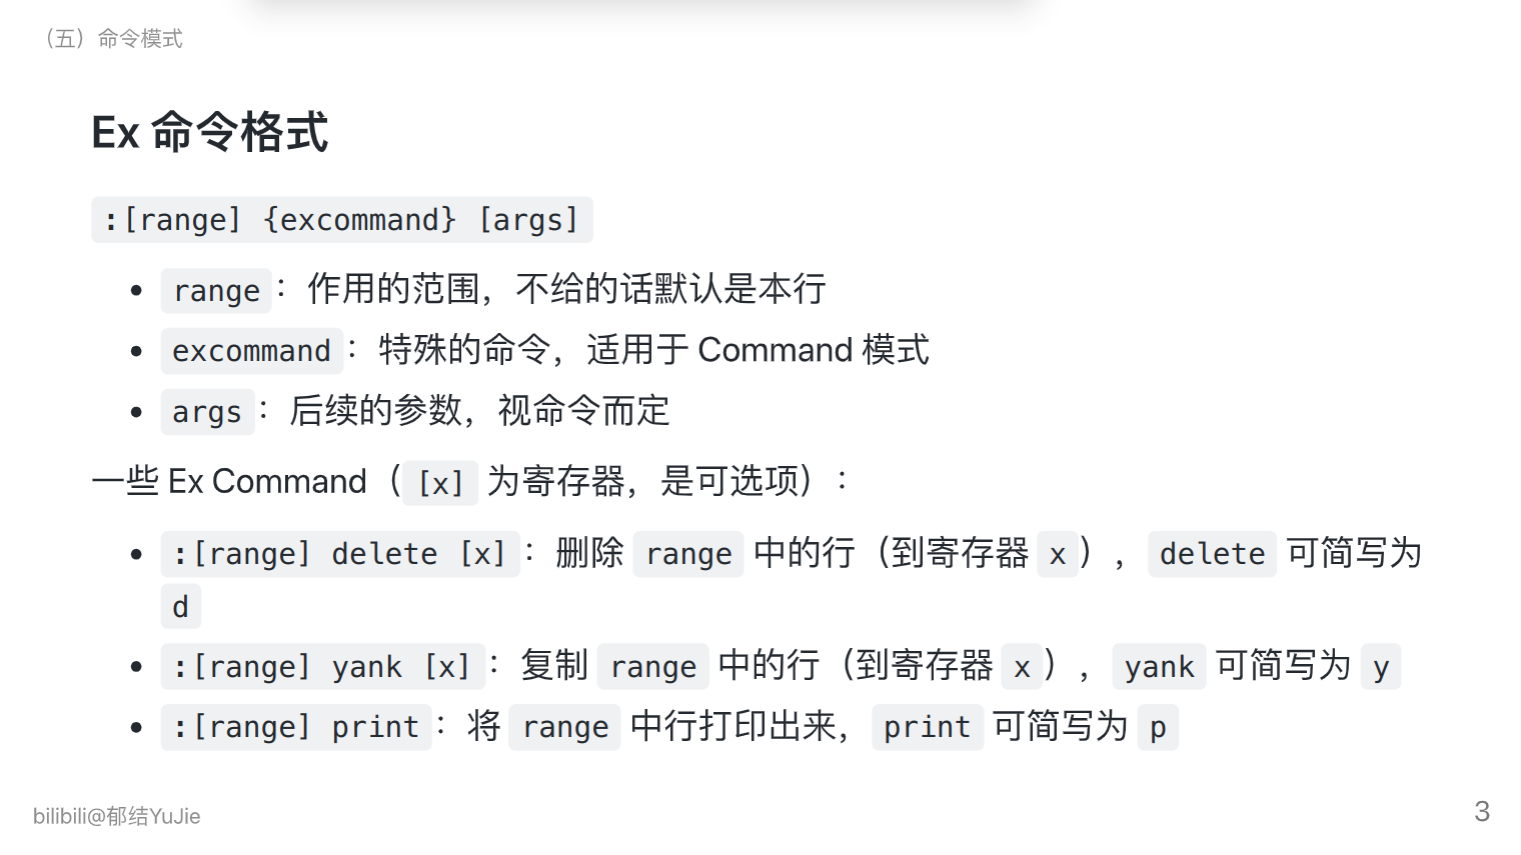 （五）命令模式
Ex 命令格式
:[range] {excommand} [args]
range：作用的范围，不给的话默认是本行
excommand：特殊的命令，适用于 Command 模式
args：后续的参数，视命令而定
一些 Ex Command（[x] 为寄存器，是可选项）：
:[range] delete [x]：删除 range 中的行（到寄存器 x），delete 可简写为
d
:[range] yank [x]：复制 range 中的行（到寄存器 x），yank 可简写为 y
:[range] print：将 range 中行打印出来，print 可简写为 p
bilibili@郁结YuJie
3